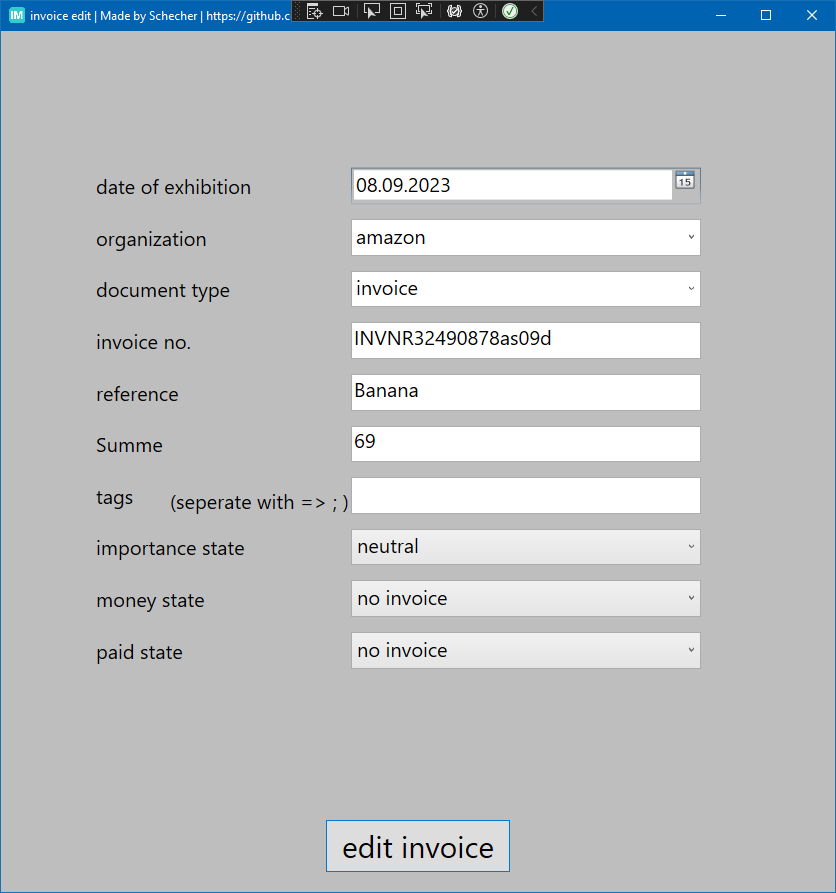 IM invoice edit | Made by Schecher | https://github.c
date of exhibition 08.09.2023 15
organization amazon
document type invoice
invoice no. INVNR32490878as09d
reference Banana
Summe 69
tags (seperate with => ; )
importance state neutral
money state no invoice
paid state no invoice
edit invoice